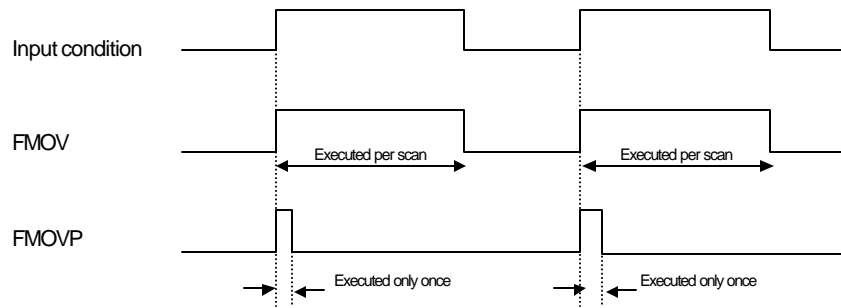 Input condition
FMOV
Executed per scan
Executed per scan
FMOVP
Executed only once
Executed only once